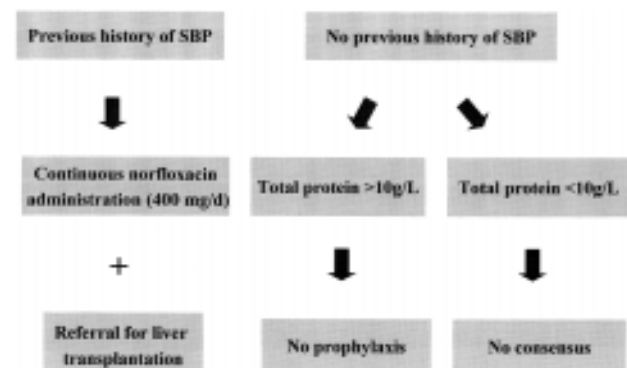 Previous history of SBP
No previous history of SBP
Continuous norfloxacin
administration (400 mg/d)
Total protein >10g/L
Total protein <10g/L
+
Referral for liver
transplantation
No prophylaxis
No consensus